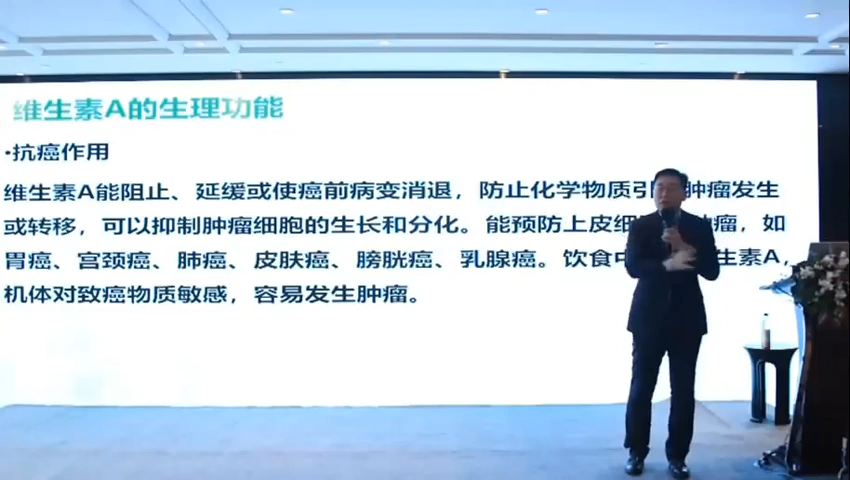 维生素A的生理功能
·抗癌作用
维生素A能阻止、延缓或使癌前病变消退，防止化学物质引 肿瘤发生
或转移，可以抑制肿瘤细胞的生长和分化。能预防上皮细 肿瘤，如
胃癌、宫颈癌、肺癌、皮肤癌、膀胱癌、乳腺癌。饮食中 生素A，
机体对致癌物质敏感，容易发生肿瘤。